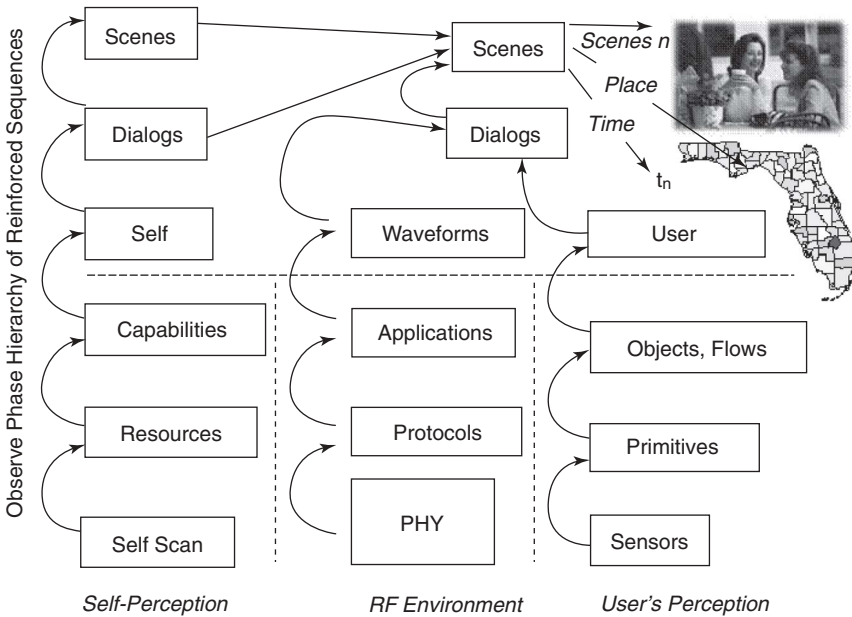 Observe Phase Hierarchy of Reinforced Sequences
Scenes
Scenes
Scenes n
Place
Time
tn
Dialogs
Dialogs
Self
Waveforms
User
Capabilities
Applications
Objects, Flows
Resources
Protocols
Primitives
Self Scan
PHY
Sensors
Self-Perception
RF Environment
User's Perception